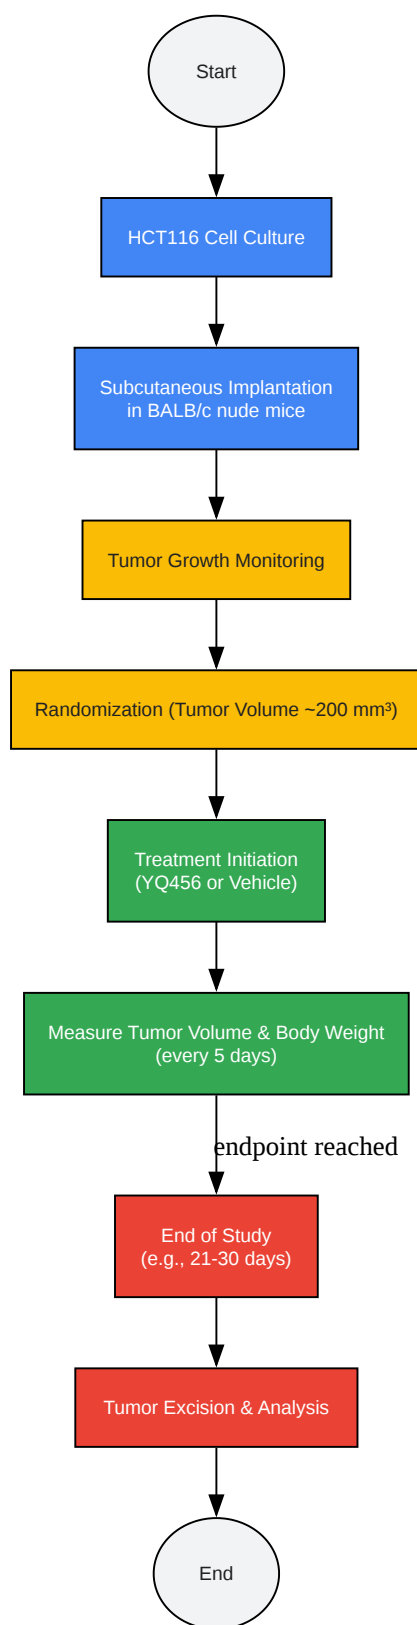 Start
HCT116 Cell Culture
Subcutaneous Implantation
in BALB/c nude mice
Tumor Growth Monitoring
Randomization (Tumor Volume ~200 mm³)
Treatment Initiation
(YQ456 or Vehicle)
Measure Tumor Volume & Body Weight
(every 5 days)
endpoint reached
End of Study
(e.g., 21-30 days)
Tumor Excision & Analysis
End